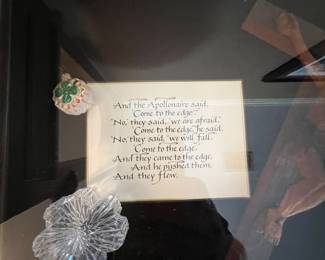 And the Apollonaire said,
Come to the edge."
"No," they said, "we are afraid."
"Come to the edge," he said.
"No," they said, "we will fall."
"Come to the edge."
And they came to the edge,
And he pushed them,
And they flew.